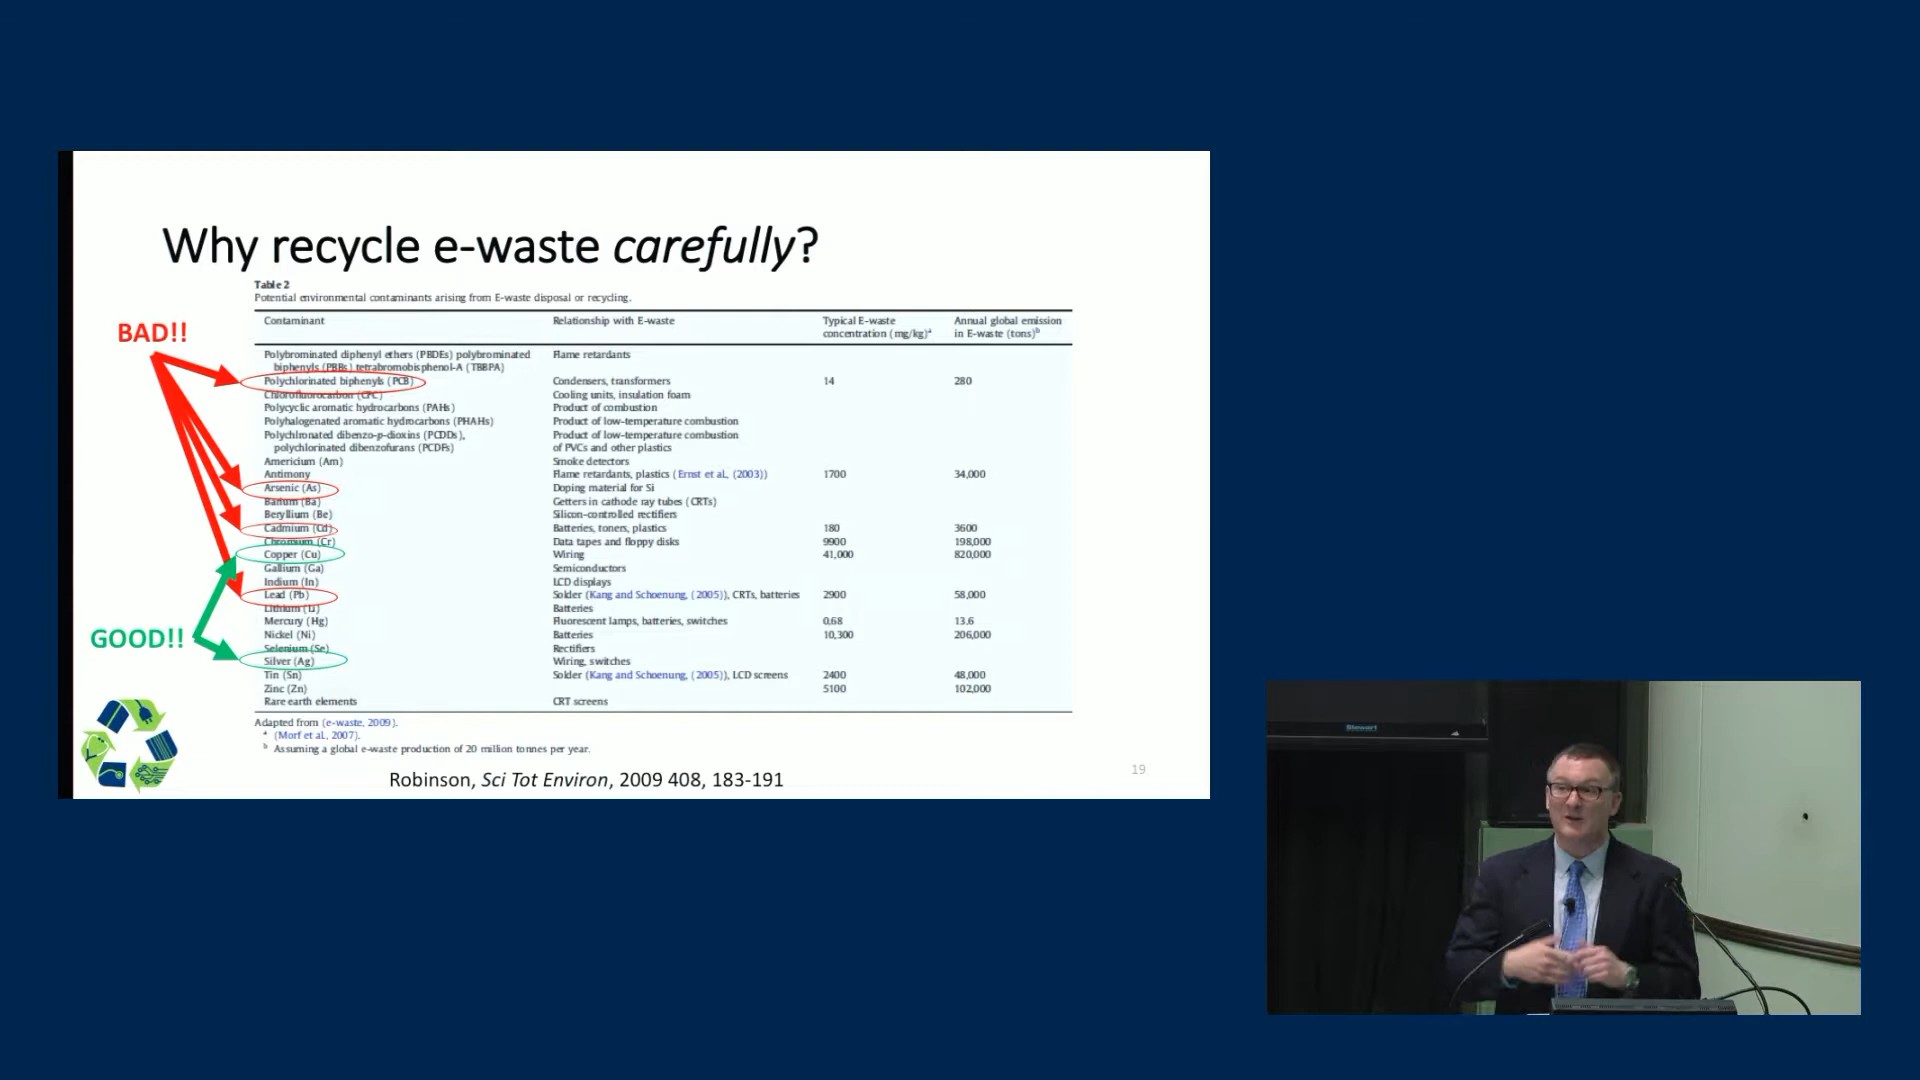 Why recycle e-waste carefully?
Table 2
Potential environmental contaminants arising from E-waste disposal or recycling.
BAD!!
Contaminant Relationship with E-waste Typical E-waste concentration (mg/kg)a Annual global emission in E-waste (tons)b
Polybrominated diphenyl ethers (PBDEs) polybrominated Flame retardants
biphenyls (PBBs) tetrabromobisphenol-A (TBBPA)
Polychlorinated biphenyls (PCB) Condensers, transformers 14 280
Chlorofluorocarbon (CFC) Cooling units, insulation foam
Polycyclic aromatic hydrocarbons (PAHs) Product of combustion
Polyhalogenated aromatic hydrocarbons (PHAHs) Product of low-temperature combustion
Polychlronated dibenzo-p-dioxins (PCDDs), Product of low-temperature combustion
polychlorinated dibenzofurans (PCDFs) of PVCs and other plastics
Americium (Am) Smoke detectors
Antimony Flame retardants, plastics (Ernst et al., (2003)) 1700 34,000
Arsenic (As) Doping material for Si
Barium (Ba) Getters in cathode ray tubes (CRTs)
Beryllium (Be) Silicon-controlled rectifiers
Cadmium (Cd) Batteries, toners, plastics 180 3600
Chromium (Cr) Data tapes and floppy disks 9900 198,000
Copper (Cu) Wiring 41,000 820,000
Gallium (Ga) Semiconductors
Indium (In) LCD displays
Lead (Pb) Solder (Kang and Schoenung, (2005)), CRTs, batteries 2900 58,000
Lithium (Li) Batteries
Mercury (Hg) Fluorescent lamps, batteries, switches 0.68 13.6
Nickel (Ni) Batteries 10,300 206,000
GOOD!!
Selenium (Se) Rectifiers
Silver (Ag) Wiring, switches
Tin (Sn) Solder (Kang and Schoenung, (2005)), LCD screens 2400 48,000
Zinc (Zn) 5100 102,000
Rare earth elements CRT screens
Adapted from (e-waste, 2009).
a (Morf et al., 2007).
b Assuming a global e-waste production of 20 million tonnes per year.
Robinson, Sci Tot Environ, 2009 408, 183-191
19
Stewart